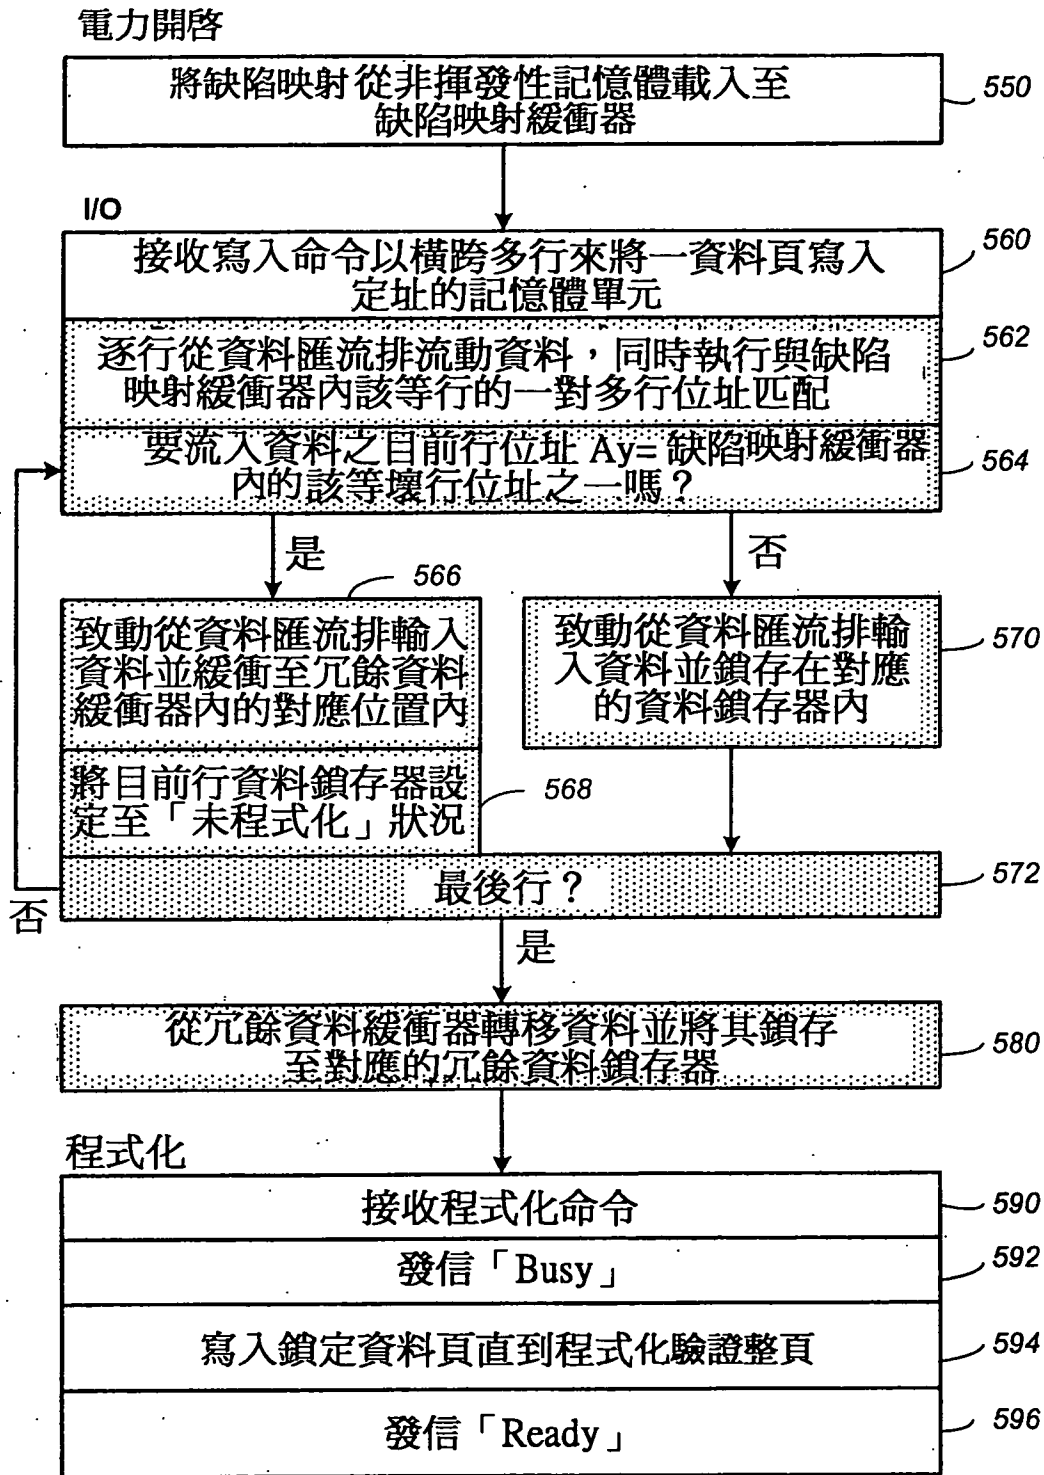 電力開啓
將缺陷映射從非揮發性記憶體載入至
缺陷映射緩衝器
550
I/O
接收寫入命令以橫跨多行來將一資料頁寫入
定址的記憶體單元
560
逐行從資料匯流排流動資料，同時執行與缺陷
映射緩衝器內該等行的一對多行位址匹配
562
要流入資料之目前行位址 Ay= 缺陷映射緩衝器
內的該等壞行位址之一嗎？
564
是
否
566
致動從資料匯流排輸入
資料並緩衝至冗餘資料
緩衝器內的對應位置內
致動從資料匯流排輸
入資料並鎖存在對應
的資料鎖存器內
570
將目前行資料鎖存器設
定至「未程式化」狀況
568
最後行？
572
否
是
從冗餘資料緩衝器轉移資料並將其鎖存
至對應的冗餘資料鎖存器
580
程式化
接收程式化命令
590
發信「Busy」
592
寫入鎖定資料頁直到程式化驗證整頁
594
發信「Ready」
596